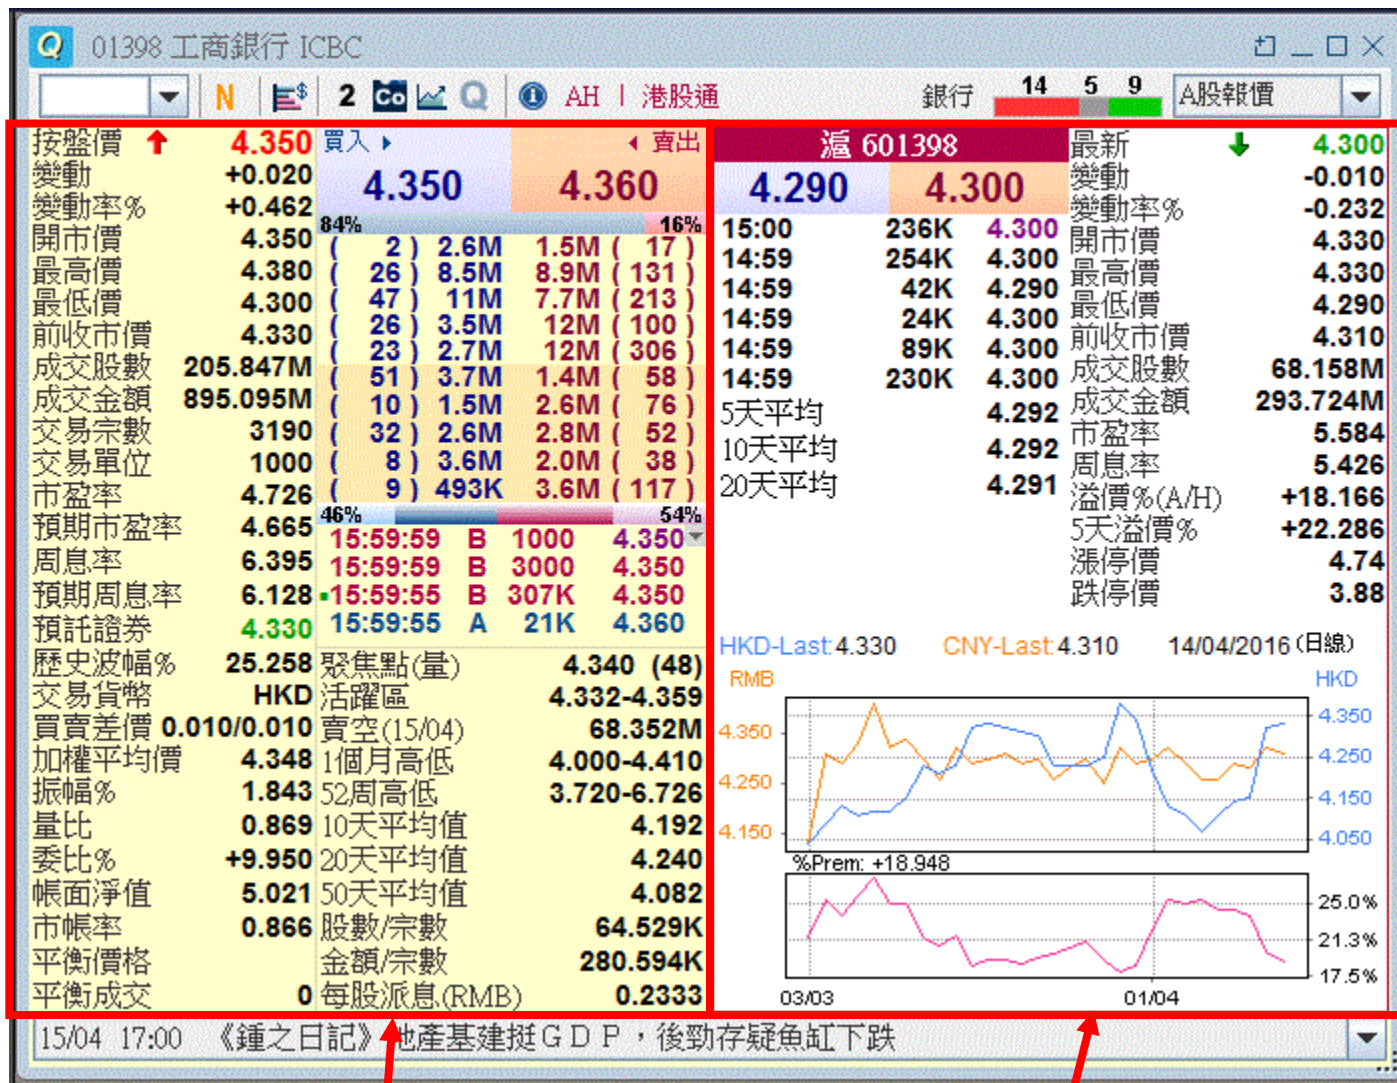 01398 工商銀行 ICBC
N $ 2 Co Q AH | 港股通 銀行 14 5 9 A股報價
按盤價 4.350
變動 +0.020
變動率% +0.462
開市價 4.350
最高價 4.380
最低價 4.300
前收市價 4.330
成交股數 205.847M
成交金額 895.095M
交易宗數 3190
交易單位 1000
市盈率 4.726
預期市盈率 4.665
周息率 6.395
預期周息率 6.128
預託證券 4.330
歷史波幅% 25.258
交易貨幣 HKD
買賣差價 0.010/0.010
加權平均價 4.348
振幅% 1.843
量比 0.869
委比% +9.950
帳面淨值 5.021
市帳率 0.866
平衡價格
平衡成交 0
買入 賣出
4.350 4.360
84% 16%
( 2 ) 2.6M 1.5M ( 17 )
( 26 ) 8.5M 8.9M ( 131 )
( 47 ) 11M 7.7M ( 213 )
( 26 ) 3.5M 12M ( 100 )
( 23 ) 2.7M 12M ( 306 )
( 51 ) 3.7M 1.4M ( 58 )
( 10 ) 1.5M 2.6M ( 76 )
( 32 ) 2.6M 2.8M ( 52 )
( 8 ) 3.6M 2.0M ( 38 )
( 9 ) 493K 3.6M ( 117 )
46% 54%
15:59:59 B 1000 4.350
15:59:59 B 3000 4.350
15:59:55 B 307K 4.350
15:59:55 A 21K 4.360
聚焦點(量) 4.340 (48)
活躍區 4.332-4.359
賣空(15/04) 68.352M
1個月高低 4.000-4.410
52周高低 3.720-6.726
10天平均值 4.192
20天平均值 4.240
50天平均值 4.082
股數/宗數 64.529K
金額/宗數 280.594K
每股派息(RMB) 0.2333
滬 601398
4.290 4.300
15:00 236K 4.300
14:59 254K 4.300
14:59 42K 4.290
14:59 24K 4.300
14:59 89K 4.300
14:59 230K 4.300
5天平均 4.292
10天平均 4.292
20天平均 4.291
最新 4.300
變動 -0.010
變動率% -0.232
開市價 4.330
最高價 4.330
最低價 4.290
前收市價 4.310
成交股數 68.158M
成交金額 293.724M
市盈率 5.584
周息率 5.426
溢價%(A/H) +18.166
5天溢價% +22.286
漲停價 4.74
跌停價 3.88
HKD-Last:4.330 CNY-Last:4.310 14/04/2016(日線)
RMB HKD
4.350 4.350
4.250 4.250
4.150 4.150
4.050
%Prem: +18.948
25.0%
21.3%
17.5%
03/03 01/04
15/04 17:00 《鍾之日記》地產基建挺ＧＤＰ，後勁存疑魚缸下跌